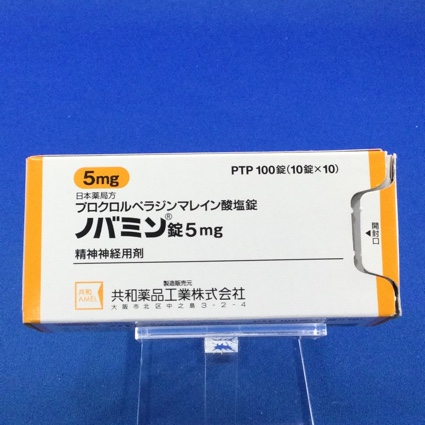 5mg
PTP 100錠(10錠×10)
日本薬局方
プロクロルペラジンマレイン酸塩錠
ノバミン®錠5mg
精神神経用剤
開封口
製造販売元
共和
AMEL
共和薬品工業株式会社
大阪市北区中之島3-2-4